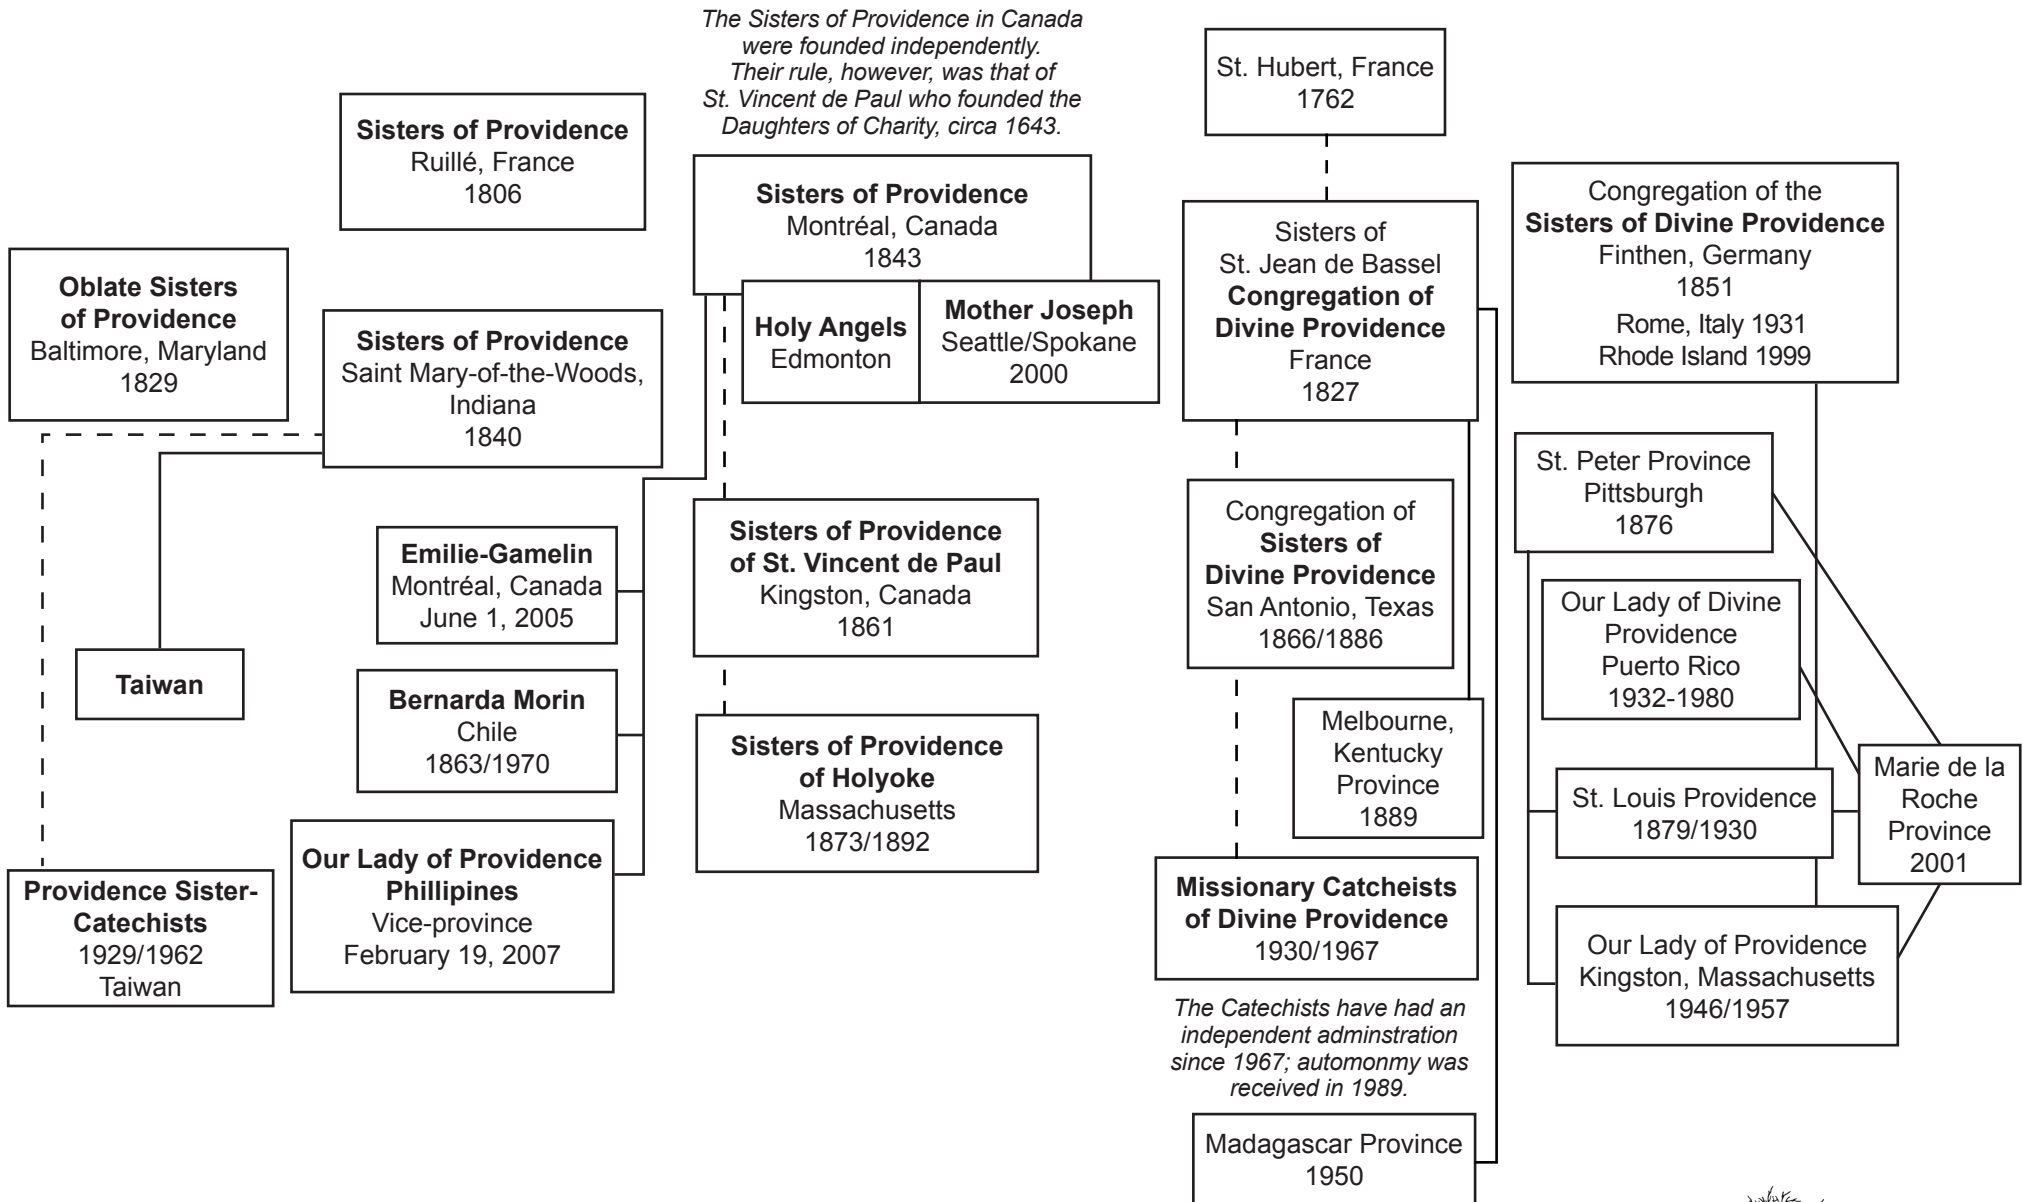 The Sisters of Providence in Canada
were founded independently.
Their rule, however, was that of
St. Vincent de Paul who founded the
Daughters of Charity, circa 1643.
Sisters of Providence
Ruillé, France
1806
Oblate Sisters
of Providence
Baltimore, Maryland
1829
Sisters of Providence
Saint Mary-of-the-Woods,
Indiana
1840
Taiwan
Providence Sister-
Catechists
1929/1962
Taiwan
Sisters of Providence
Montréal, Canada
1843
Holy Angels
Edmonton
Mother Joseph
Seattle/Spokane
2000
Emilie-Gamelin
Montréal, Canada
June 1, 2005
Bernarda Morin
Chile
1863/1970
Our Lady of Providence
Phillipines
Vice-province
February 19, 2007
Sisters of Providence
of St. Vincent de Paul
Kingston, Canada
1861
Sisters of Providence
of Holyoke
Massachusetts
1873/1892
St. Hubert, France
1762
Sisters of
St. Jean de Bassel
Congregation of
Divine Providence
France
1827
Congregation of
Sisters of
Divine Providence
San Antonio, Texas
1866/1886
Melbourne,
Kentucky
Province
1889
Missionary Catcheists
of Divine Providence
1930/1967
The Catechists have had an
independent adminstration
since 1967; automonmy was
received in 1989.
Madagascar Province
1950
Congregation of the
Sisters of Divine Providence
Finthen, Germany
1851
Rome, Italy 1931
Rhode Island 1999
St. Peter Province
Pittsburgh
1876
Our Lady of Divine
Providence
Puerto Rico
1932-1980
St. Louis Providence
1879/1930
Marie de la
Roche
Province
2001
Our Lady of Providence
Kingston, Massachusetts
1946/1957